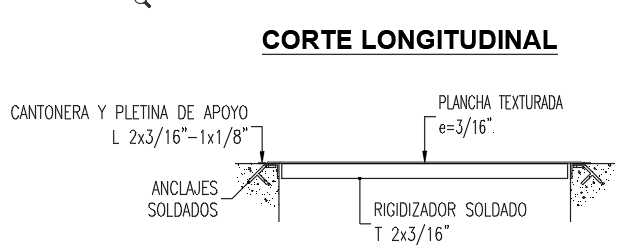 CORTE LONGITUDINAL
CANTONERA Y PLETINA DE APOYO
L 2x3/16"-1x1/8"
PLANCHA TEXTURADA
e=3/16".
ANCLAJES
SOLDADOS
RIGIDIZADOR SOLDADO
T 2x3/16"